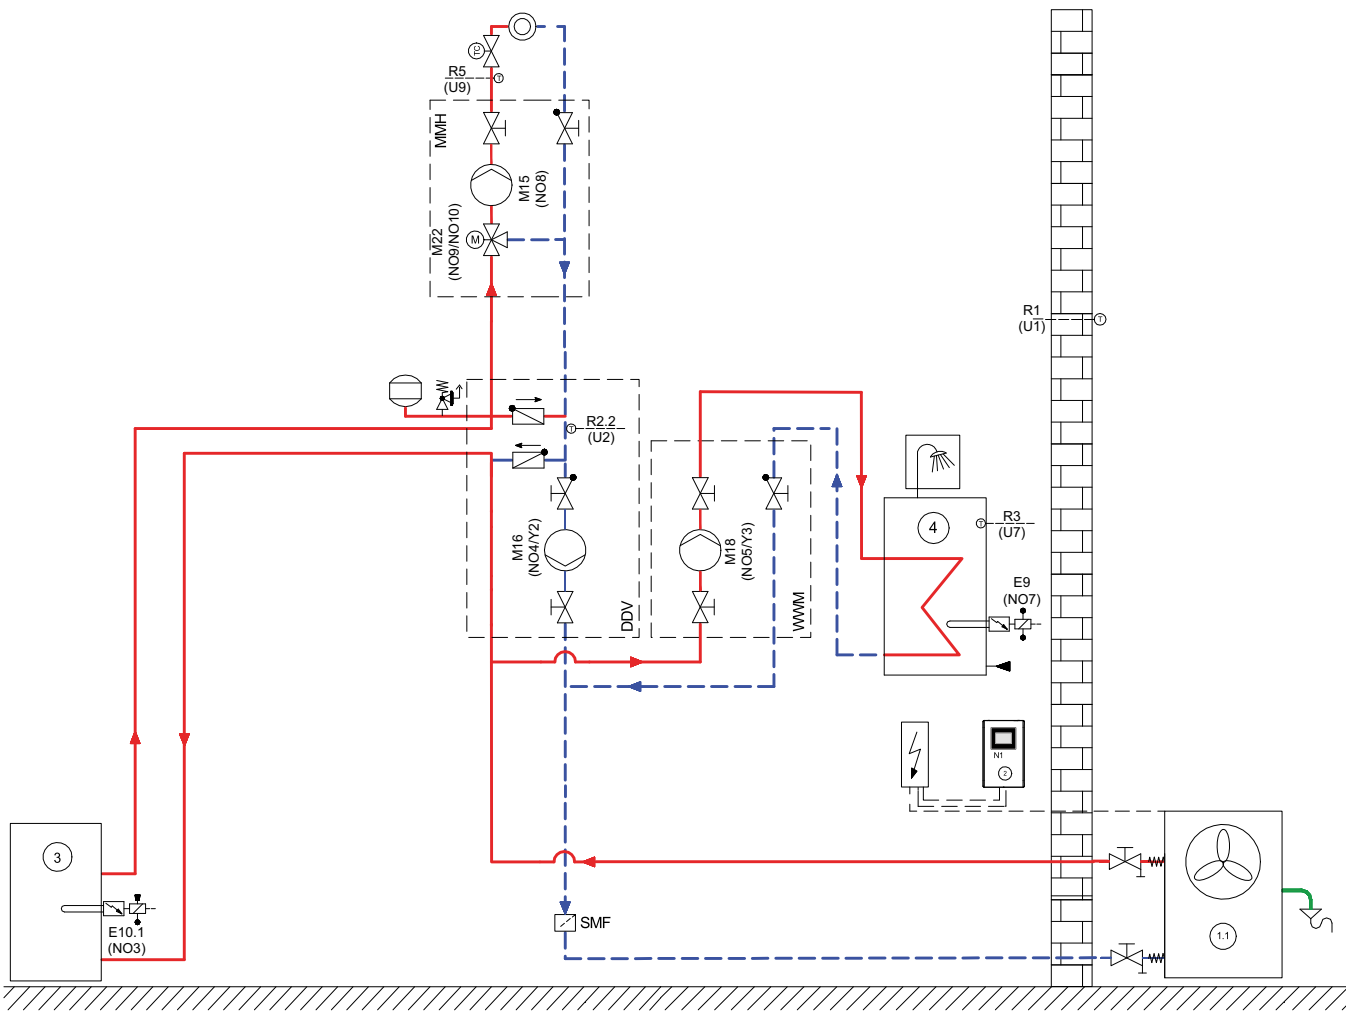 TC
R5
(U9)
T
MMH
M15
(NO8)
M22
(NO9/NO10)
M
R1
(U1)
T
R2.2
(U2)
T
M16
(NO4/Y2)
DDV
M18
(NO5/Y3)
WWM
4
T
R3
(U7)
E9
(NO7)
N1
2
3
E10.1
(NO3)
SMF
1.1